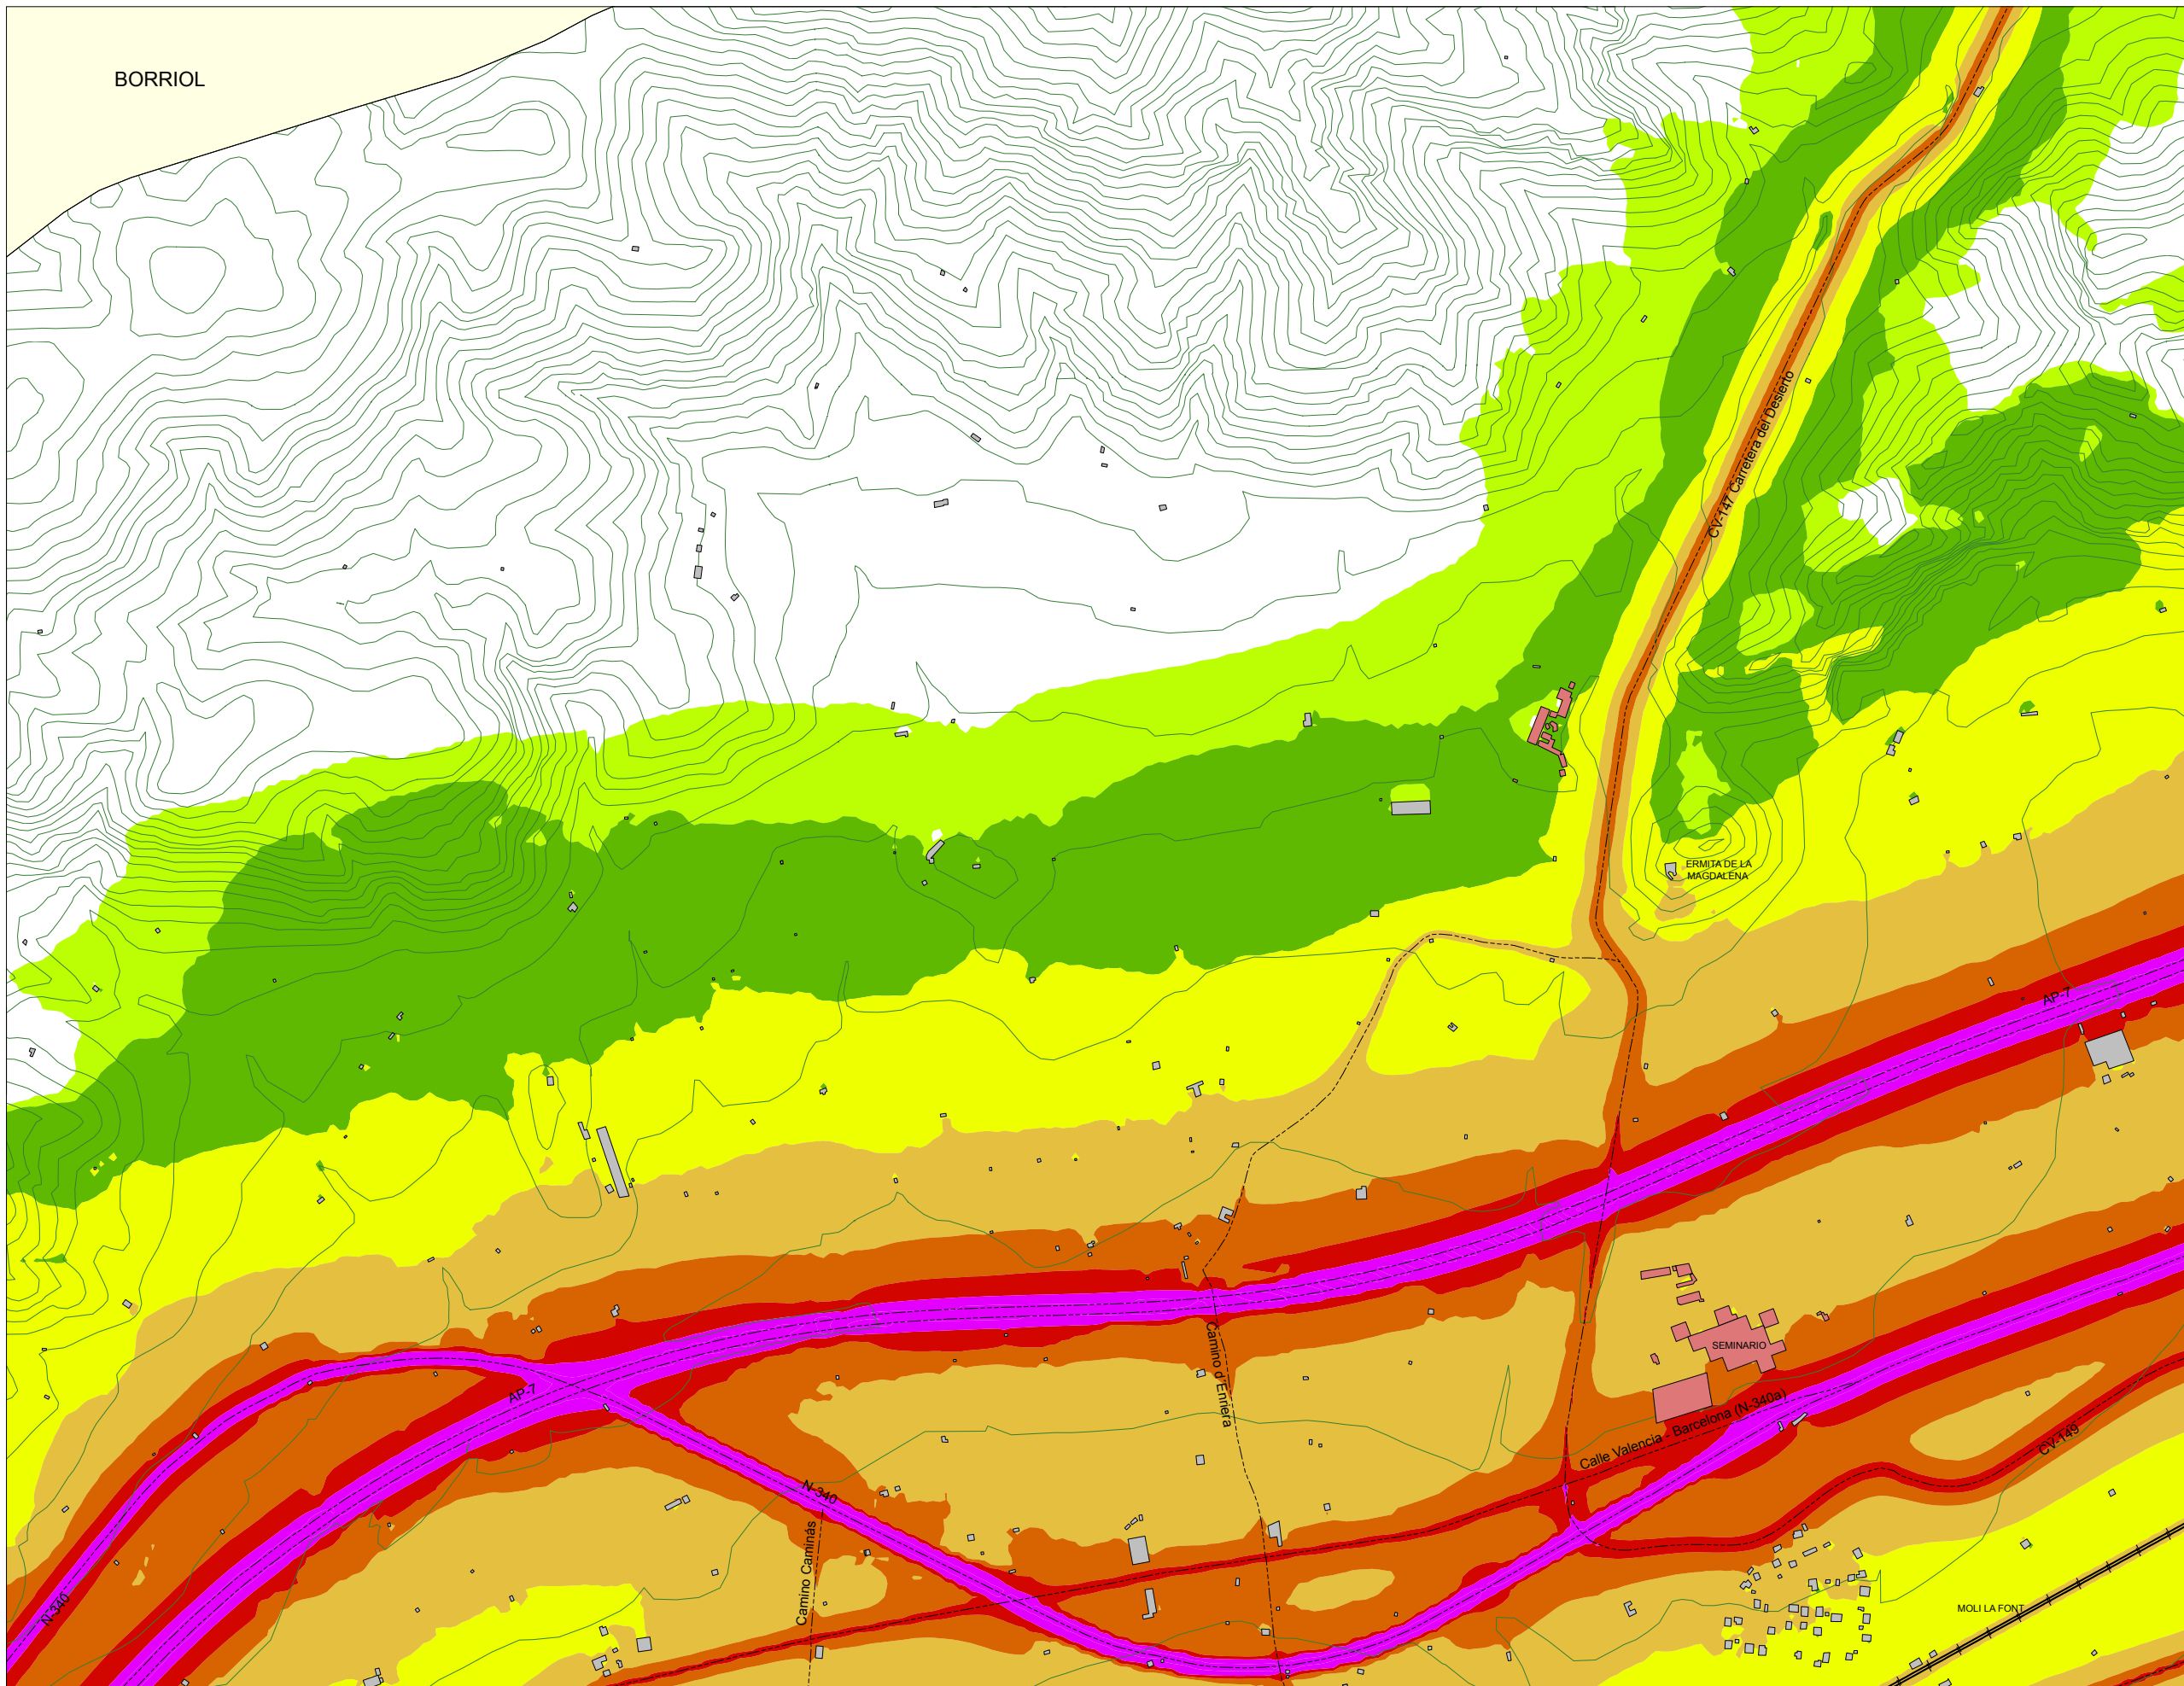 BORRIOL
CV-147 Carretera del Desierto
ERMITA DE LA
MAGDALENA
AP-7
SEMINARIO
Camino d'Enriera
AP-7
Calle Valencia - Barcelona (N-340a)
CV-149
N-340
Camino Caminás
N-340
MOLI LA FONT